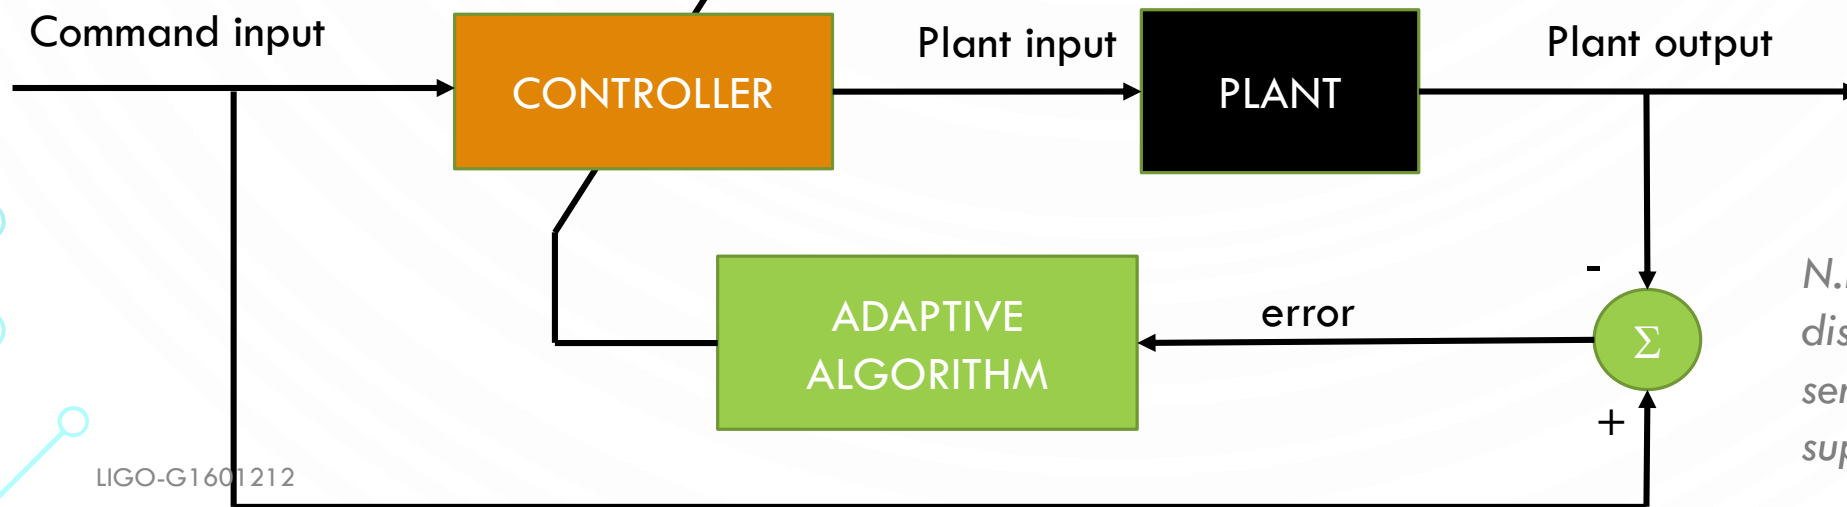 Command input
CONTROLLER
Plant input
PLANT
Plant output
ADAPTIVE
ALGORITHM
error
-
Σ
+
LIGO-G1601212